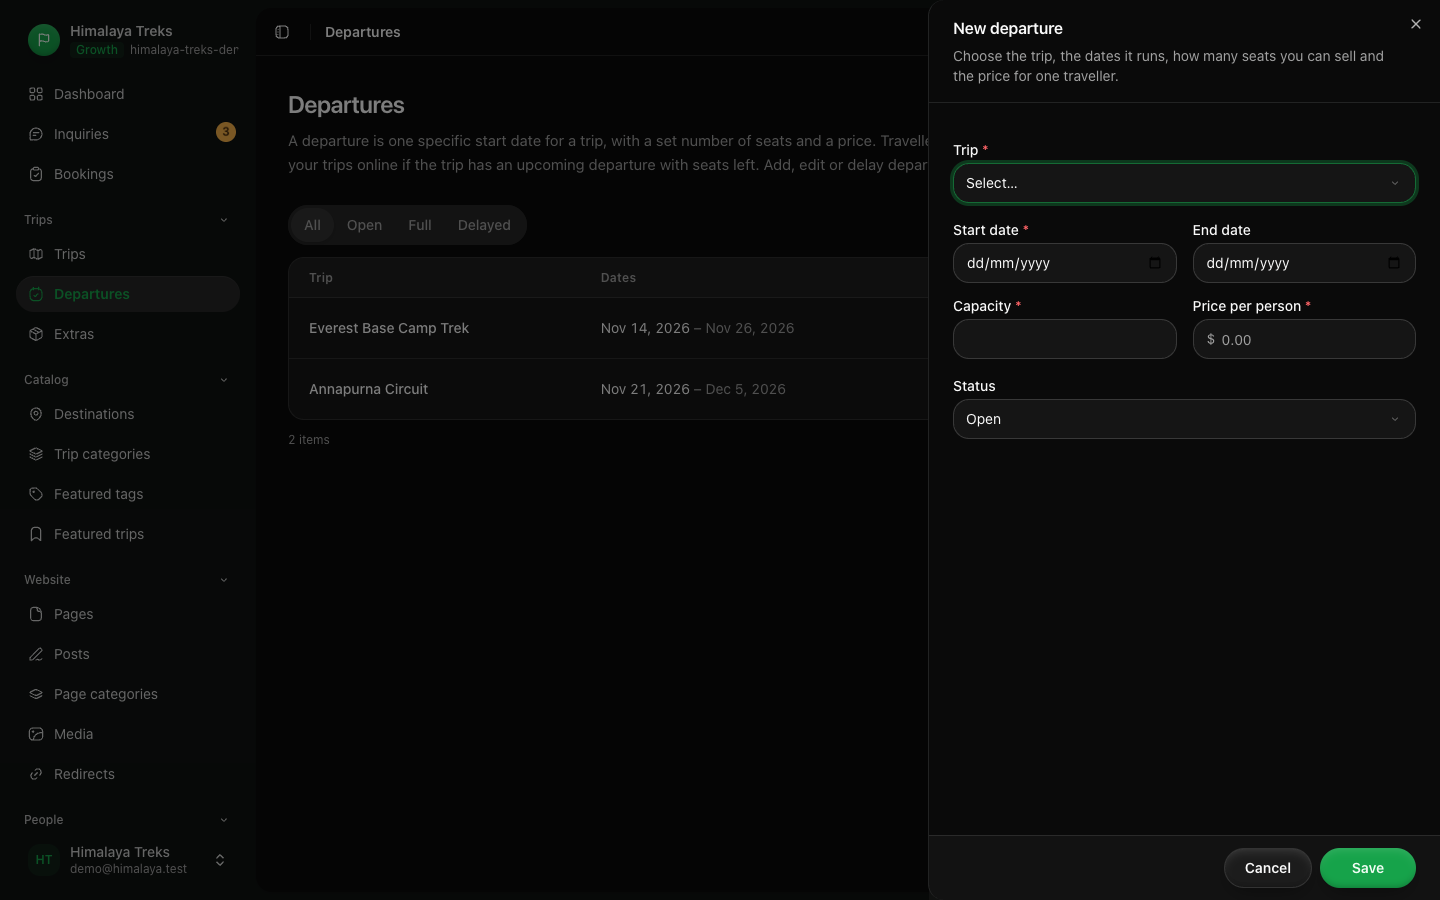 Himalaya Treks
Growth himalaya-treks-der
Dashboard
Inquiries 3
Bookings
Trips
Trips
Departures
Extras
Catalog
Destinations
Trip categories
Featured tags
Featured trips
Website
Pages
Posts
Page categories
Media
Redirects
People
HT
Himalaya Treks
demo@himalaya.test
Departures
Departures
A departure is one specific start date for a trip, with a set number of seats and a price.
your trips online if the trip has an upcoming departure with seats left. Add, edit or delay
All Open Full Delayed
Trip Dates
Everest Base Camp Trek Nov 14, 2026 – Nov 26, 2026
Annapurna Circuit Nov 21, 2026 – Dec 5, 2026
2 items
New departure
Choose the trip, the dates it runs, how many seats you can sell and
the price for one traveller.
Trip *
Select...
Start date * End date
dd/mm/yyyy dd/mm/yyyy
Capacity * Price per person *
$ 0.00
Status
Open
Cancel Save